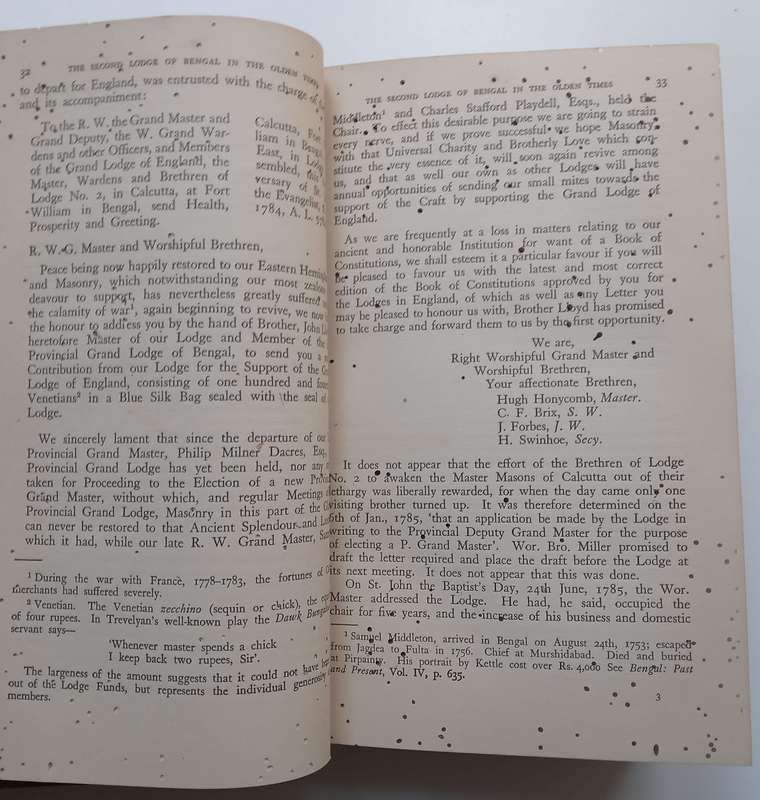 32 THE SECOND LODGE OF BENGAL IN THE OLDEN TIMES
to depart for England, was entrusted with the charge of
and its accompaniment:
To the R. W. the Grand Master and
Grand Deputy, the W. Grand War-
dens and other Officers, and Members
of the Grand Lodge of England, the
Master, Wardens and Brethren of
Lodge No. 2, in Calcutta, at Fort
William in Bengal, send Health,
Prosperity and Greeting.
Calcutta, Fort
liam in Bengal
East, in Lodge
sembled, this
versary of St.
the Evangelist,
1784, A. L.
R. W. G. Master and Worshipful Brethren,
Peace being now happily restored to our Eastern
and Masonry, which notwithstanding our most zealous
deavour to support, has nevertheless greatly suffered
the calamity of war¹, again beginning to revive, we now
the honour to address you by the hand of Brother, John
heretofore Master of our Lodge and Member of the
Provincial Grand Lodge of Bengal, to send you a
Contribution from our Lodge for the Support of the
Lodge of England, consisting of one hundred and four
Venetians² in a Blue Silk Bag sealed with the seal of
Lodge.
We sincerely lament that since the departure of our
Provincial Grand Master, Philip Milner Dacres, Esq.
Provincial Grand Lodge has yet been held, nor any
taken for Proceeding to the Election of a new
Grand Master, without which, and regular Meetings
Provincial Grand Lodge, Masonry in this part of the
can never be restored to that Ancient Splendour and
which it had, while our late R. W. Grand Master,
¹ During the war with France, 1778–1783, the fortunes of
merchants had suffered severely.
² Venetian. The Venetian zecchino (sequin or chick), the
of four rupees. In Trevelyan's well-known play the Dawk
servant says—
'Whenever master spends a chick
I keep back two rupees, Sir'.
The largeness of the amount suggests that it could not have
out of the Lodge Funds, but represents the individual generosity
members.
THE SECOND LODGE OF BENGAL IN THE OLDEN TIMES 33
Middleton¹ and Charles Stafford Playdell, Esqs., held the
Chair. To effect this desirable purpose we are going to strain
every nerve, and if we prove successful we hope Masonry,
with that Universal Charity and Brotherly Love which con-
stitute the very essence of it, will soon again revive among
us, and that as well our own as other Lodges will have
annual opportunities of sending our small mites towards the
support of the Craft by supporting the Grand Lodge of
England.
As we are frequently at a loss in matters relating to our
ancient and honorable Institution for want of a Book of
Constitutions, we shall esteem it a particular favour if you will
be pleased to favour us with the latest and most correct
edition of the Book of Constitutions approved by you for
the Lodges in England, of which as well as any Letter you
may be pleased to honour us with, Brother Lloyd has promised
to take charge and forward them to us by the first opportunity.
We are,
Right Worshipful Grand Master and
Worshipful Brethren,
Your affectionate Brethren,
Hugh Honycomb, Master.
C. F. Brix, S. W.
J. Forbes, J. W.
H. Swinhoe, Secy.
It does not appear that the effort of the Brethren of Lodge
No. 2 to awaken the Master Masons of Calcutta out of their
lethargy was liberally rewarded, for when the day came only one
visiting brother turned up. It was therefore determined on the
6th of Jan., 1785, 'that an application be made by the Lodge in
writing to the Provincial Deputy Grand Master for the purpose
of electing a P. Grand Master'. Wor. Bro. Miller promised to
draft the letter required and place the draft before the Lodge at
its next meeting. It does not appear that this was done.
On St. John the Baptist's Day, 24th June, 1785, the Wor.
Master addressed the Lodge. He had, he said, occupied the
chair for five years, and the increase of his business and domestic
¹ Samuel Middleton, arrived in Bengal on August 24th, 1753; escaped
from Jagdea to Fulta in 1756. Chief at Murshidabad. Died and buried
at Pirpainty. His portrait by Kettle cost over Rs. 4,000 See Bengal: Past
and Present, Vol. IV, p. 635.
3